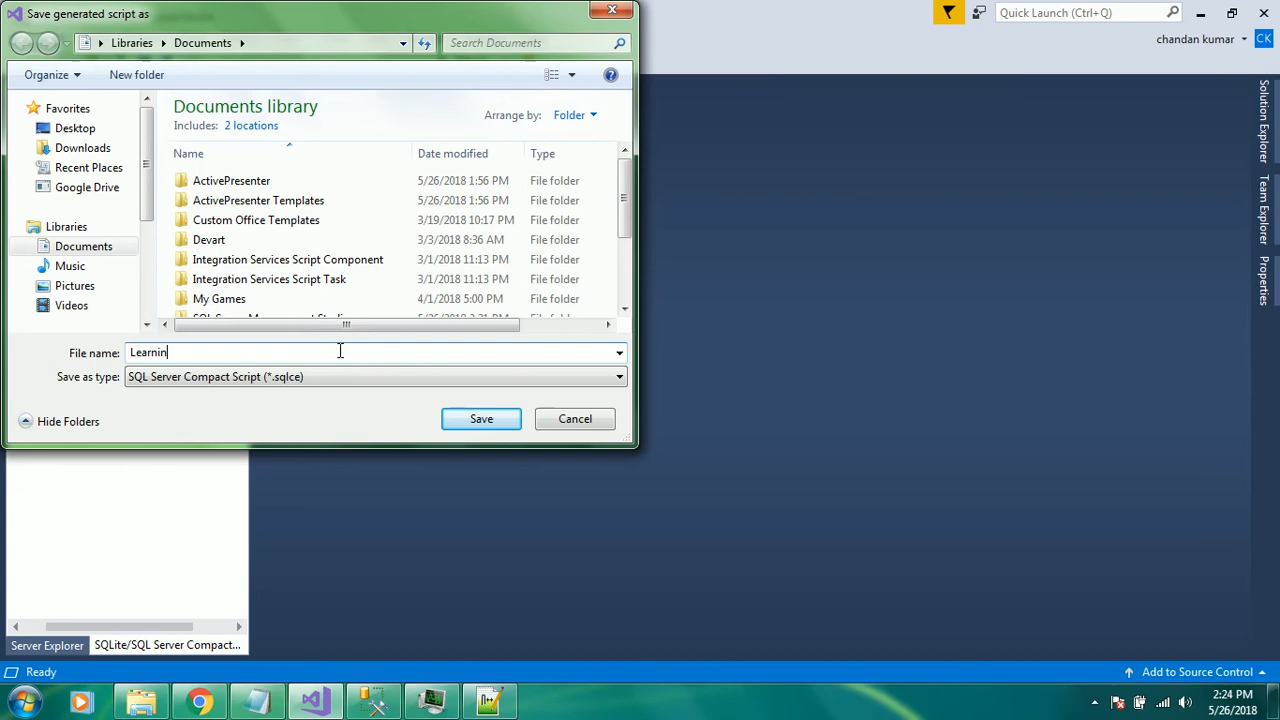 Save generated script as
Quick Launch (Ctrl+Q)
chandan kumar
CK
Libraries
Documents
Search Documents
Organize
New folder
Favorites
Desktop
Downloads
Recent Places
Google Drive
Libraries
Documents
Music
Pictures
Videos
Documents library
Includes: 2 locations
Arrange by: Folder
Name Date modified Type
ActivePresenter 5/26/2018 1:56 PM File folder
ActivePresenter Templates 5/26/2018 1:56 PM File folder
Custom Office Templates 3/19/2018 10:17 PM File folder
Devart 3/3/2018 8:36 AM File folder
Integration Services Script Component 3/1/2018 11:13 PM File folder
Integration Services Script Task 3/1/2018 11:13 PM File folder
My Games 4/1/2018 5:00 PM File folder
File name: Learnin
Save as type: SQL Server Compact Script (*.sqlce)
Hide Folders
Save
Cancel
Solution Explorer
Team Explorer
Properties
Server Explorer
SQLite/SQL Server Compact...
Ready
Add to Source Control
2:24 PM
5/26/2018